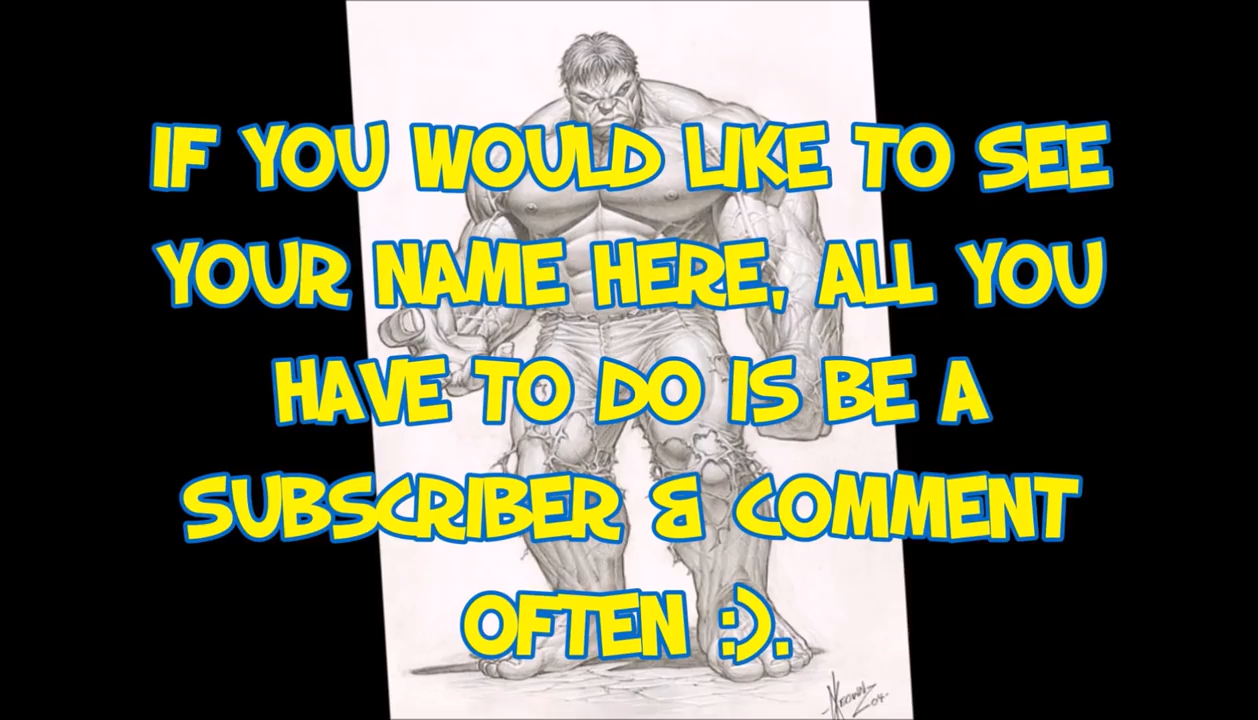 IF YOU WOULD LIKE TO SEE
YOUR NAME HERE, ALL YOU
HAVE TO DO IS BE A
SUBSCRIBER & COMMENT
OFTEN :).